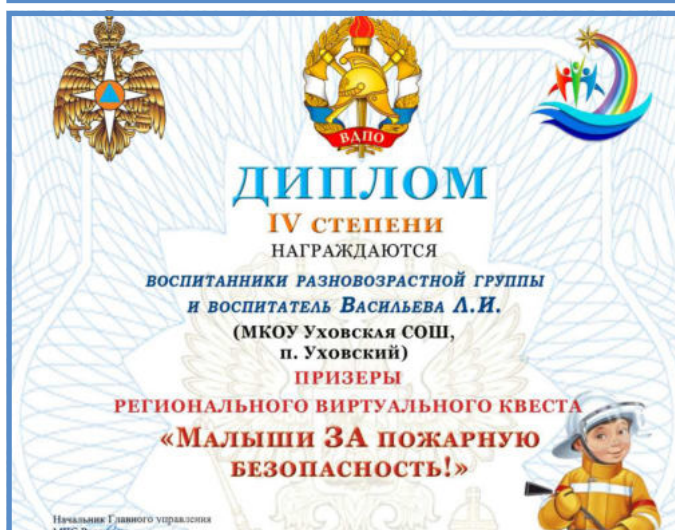 ВДПО
ДИПЛОМ
IV СТЕПЕНИ
НАГРАЖДАЮТСЯ
ВОСПИТАННИКИ РАЗНОВОЗРАСТНОЙ ГРУППЫ
И ВОСПИТАТЕЛЬ ВАСИЛЬЕВА Л.И.
(МКОУ УХОВСКАЯ СОШ,
п. УХОВСКИЙ)
ПРИЗЕРЫ
РЕГИОНАЛЬНОГО ВИРТУАЛЬНОГО КВЕСТА
«МАЛЫШИ ЗА ПОЖАРНУЮ
БЕЗОПАСНОСТЬ!»
Начальник Главного управления